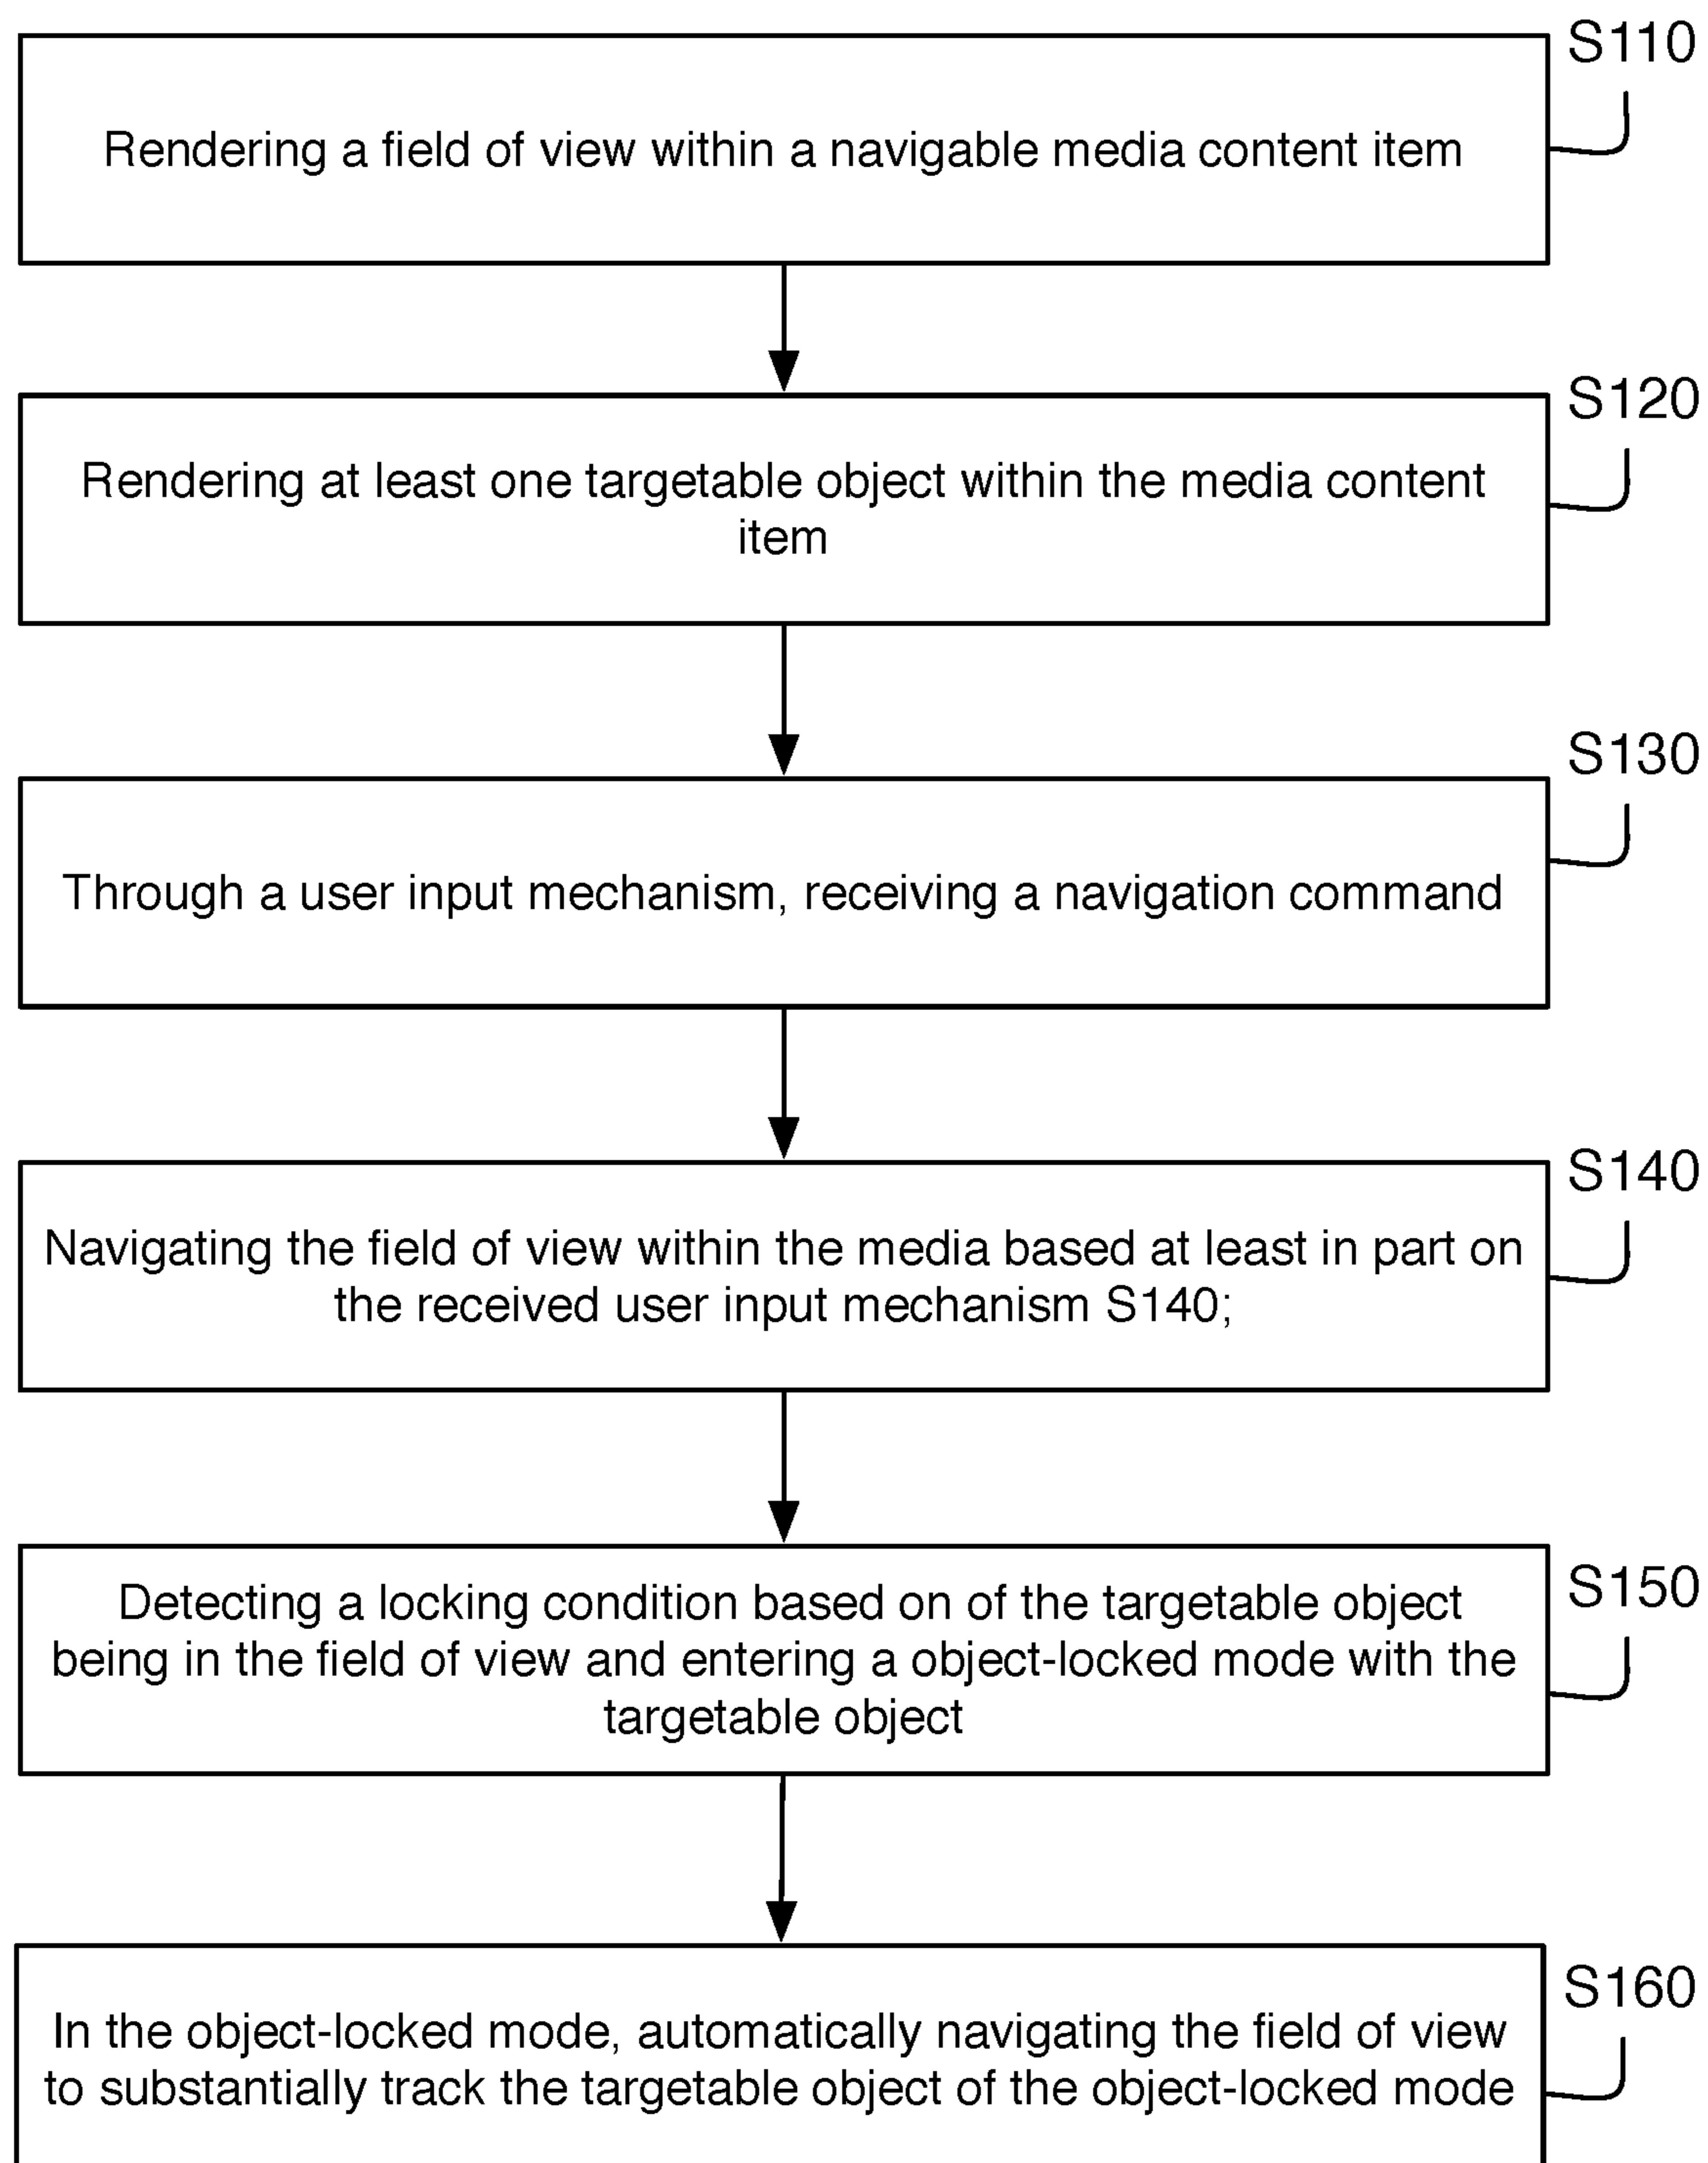 S110
Rendering a field of view within a navigable media content item
S120
Rendering at least one targetable object within the media content
item
S130
Through a user input mechanism, receiving a navigation command
S140
Navigating the field of view within the media based at least in part on
the received user input mechanism S140;
S150
Detecting a locking condition based on of the targetable object
being in the field of view and entering a object-locked mode with the
targetable object
S160
In the object-locked mode, automatically navigating the field of view
to substantially track the targetable object of the object-locked mode